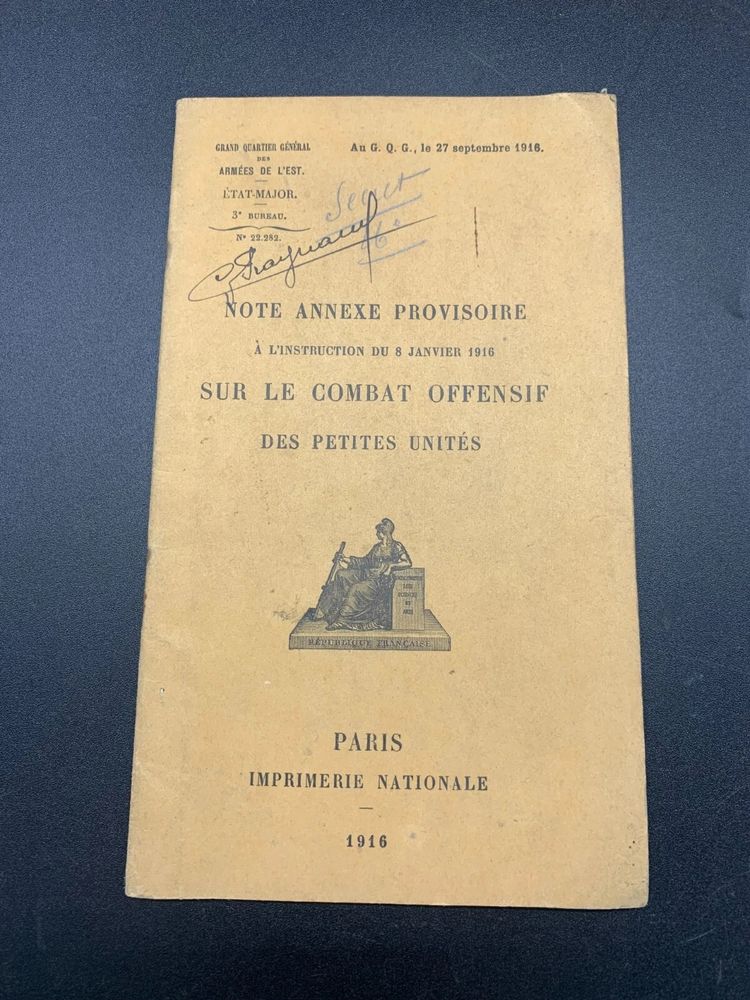 GRAND QUARTIER GÉNÉRAL
DES
ARMÉES DE L'EST.
ÉTAT-MAJOR.
3e BUREAU.
N° 22.282.
Au G. Q. G., le 27 septembre 1916.
Secret
NOTE ANNEXE PROVISOIRE
À L'INSTRUCTION DU 8 JANVIER 1916
SUR LE COMBAT OFFENSIF
DES PETITES UNITÉS
RÉPUBLIQUE FRANÇAISE
PARIS
IMPRIMERIE NATIONALE
1916